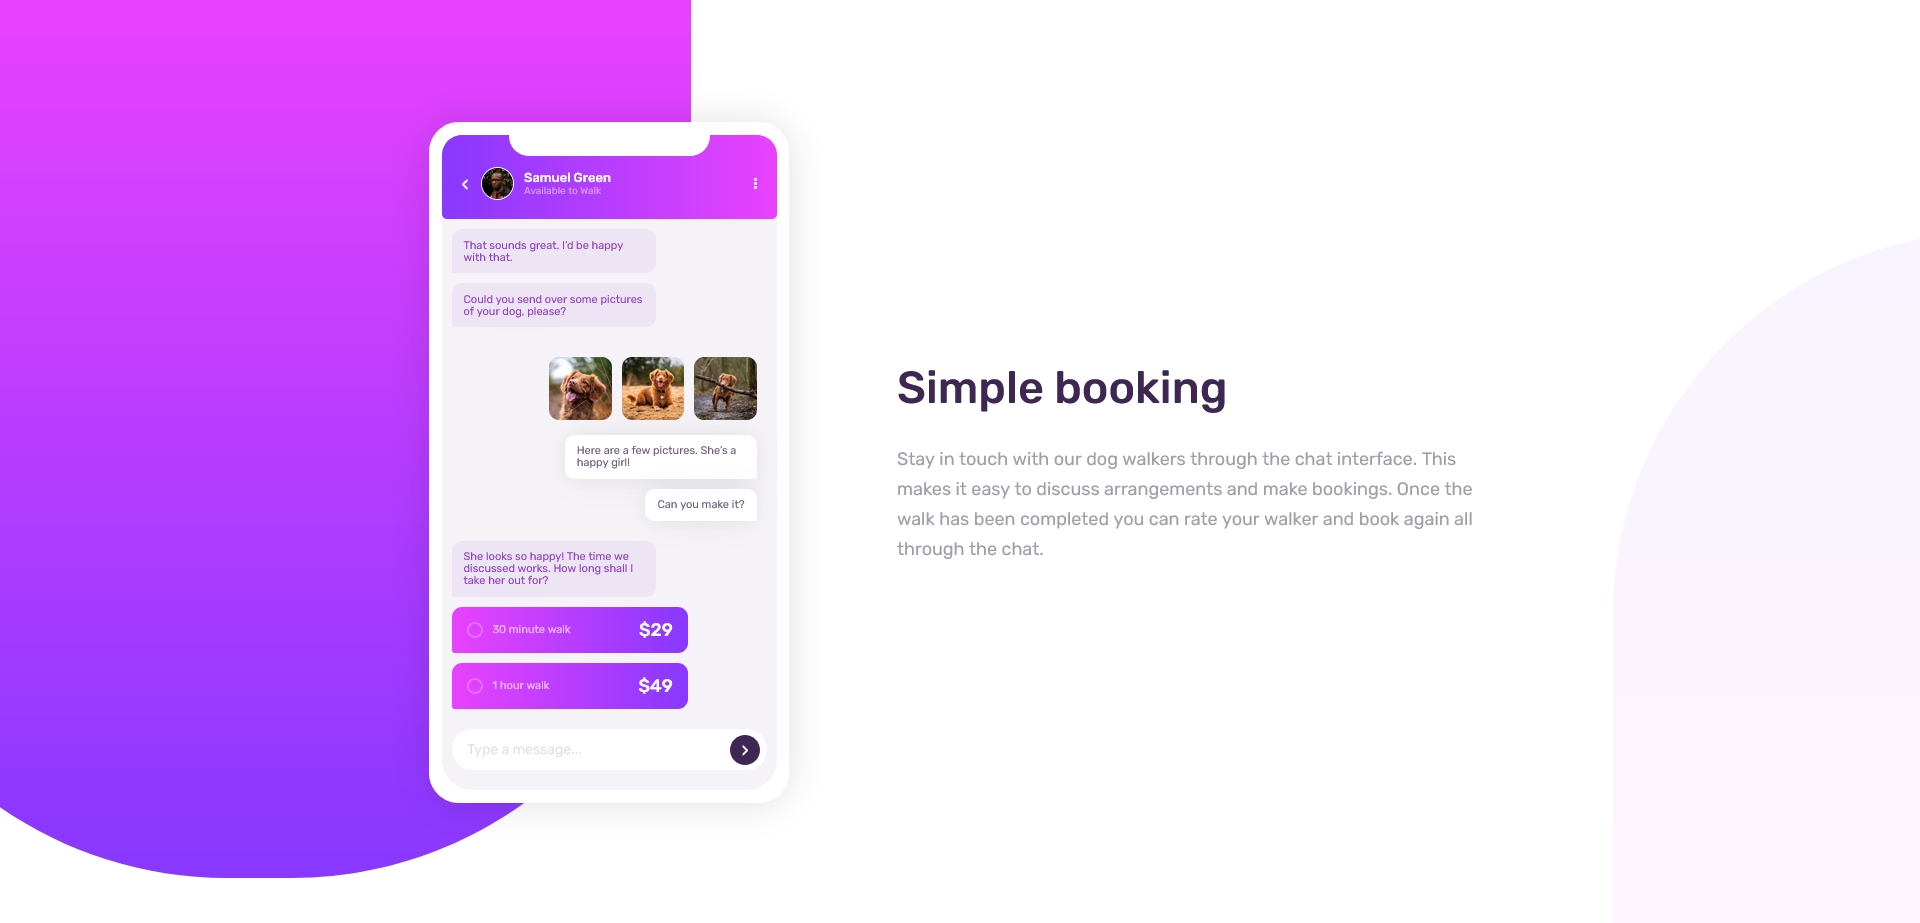 Samuel Green
Available to Walk
That sounds great. I’d be happy
with that.
Could you send over some pictures
of your dog, please?
Here are a few pictures. She’s a
happy girl!
Can you make it?
She looks so happy! The time we
discussed works. How long shall I
take her out for?
30 minute walk $29
1 hour walk $49
Type a message...
Simple booking
Stay in touch with our dog walkers through the chat interface. This
makes it easy to discuss arrangements and make bookings. Once the
walk has been completed you can rate your walker and book again all
through the chat.